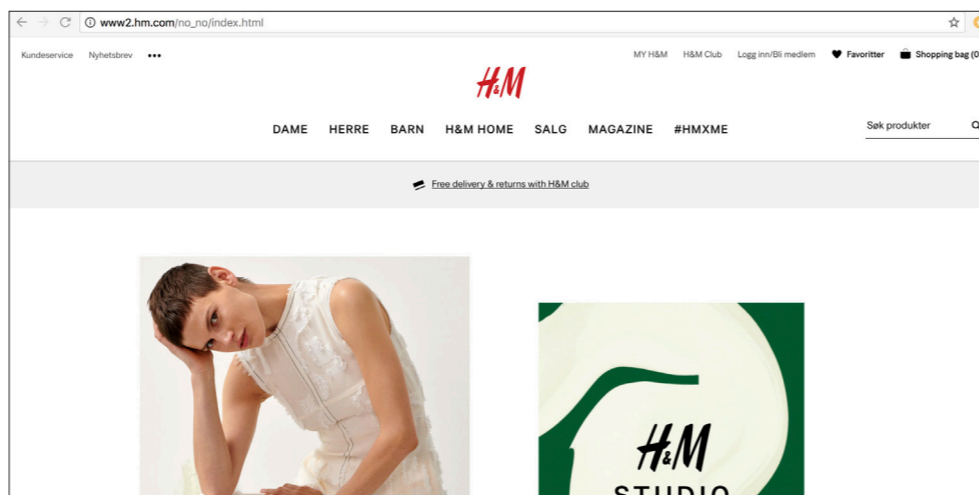 www2.hm.com/no_no/index.html
Kundeservice Nyhetsbrev •••
MY H&M H&M Club Logg inn/Bli medlem Favoritter Shopping bag (0
H&M
DAME HERRE BARN H&M HOME SALG MAGAZINE #HMXME
Søk produkter
Free delivery & returns with H&M club
H&M
STUDIO